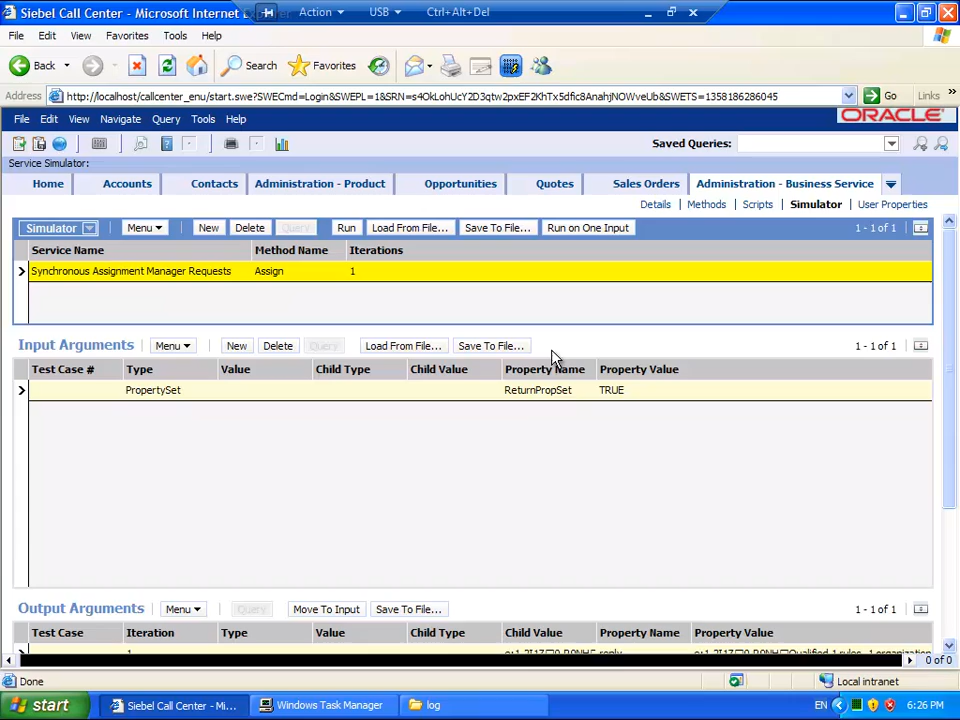 Siebel Call Center - Microsoft Internet Explorer
Action USB Ctrl+Alt+Del
File Edit View Favorites Tools Help
Back Search Favorites
Address http://localhost/callcenter_enu/start.swe?SWECmd=Login&SWEPL=1&SRN=s4OkLohUcY2D3qtw2pxEF2KhTx5dfic8AnahjNOWveUb&SWETS=1358186286045 Go Links »
File Edit View Navigate Query Tools Help
ORACLE
Saved Queries:
Service Simulator:
Home Accounts Contacts Administration - Product Opportunities Quotes Sales Orders Administration - Business Service
Details Methods Scripts Simulator User Properties
Simulator Menu New Delete Query Run Load From File... Save To File... Run on One Input 1 - 1 of 1
Service Name Method Name Iterations
Synchronous Assignment Manager Requests Assign 1
Input Arguments Menu New Delete Query Load From File... Save To File... 1 - 1 of 1
Test Case # Type Value Child Type Child Value Property Name Property Value
PropertySet ReturnPropSet TRUE
Output Arguments Menu Query Move To Input Save To File... 1 - 1 of 1
Test Case Iteration Type Value Child Type Child Value Property Name Property Value
1 reply
0 of 0
Done Local intranet
start Siebel Call Center - Mi... Windows Task Manager log EN 6:26 PM